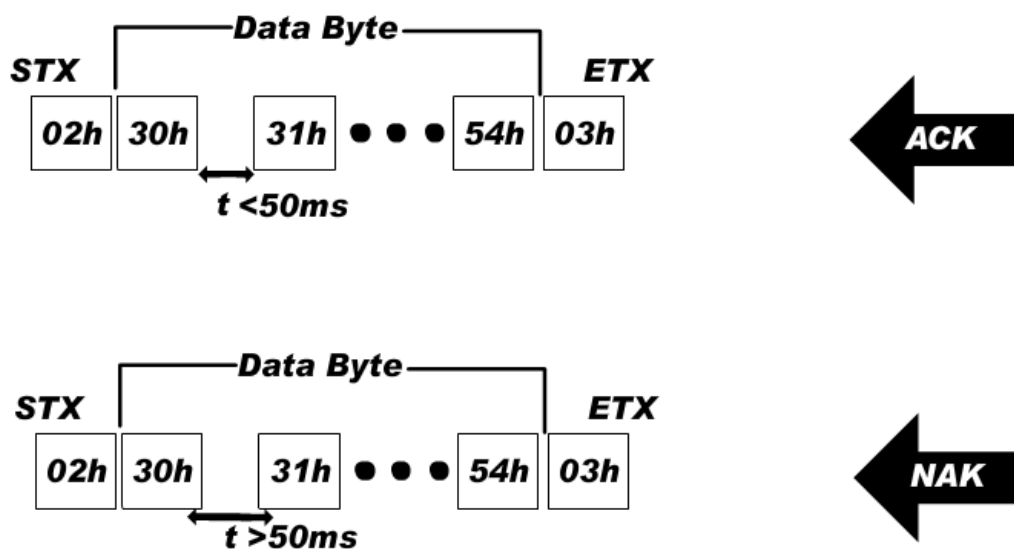 Data Byte
STX ETX
02h 30h 31h 54h 03h
ACK
t <50ms
Data Byte
STX ETX
02h 30h 31h 54h 03h
NAK
t >50ms